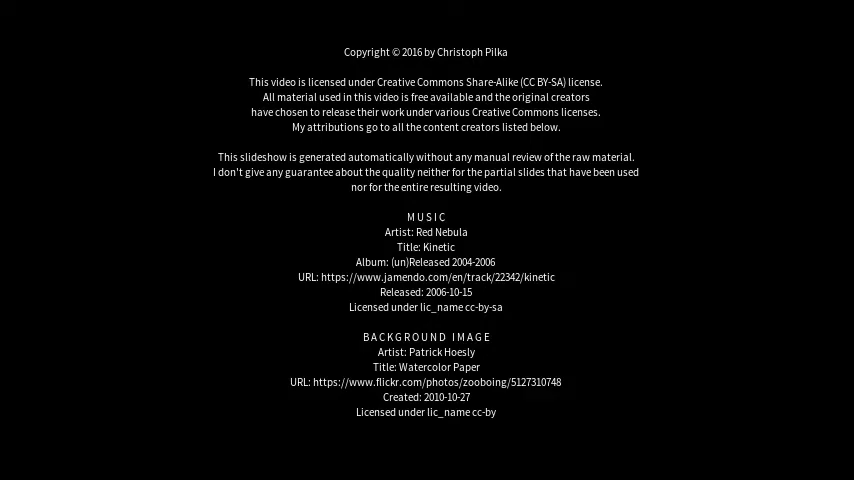 Copyright © 2016 by Christoph Pilka
This video is licensed under Creative Commons Share-Alike (CC BY-SA) license.
All material used in this video is free available and the original creators
have chosen to release their work under various Creative Commons licenses.
My attributions go to all the content creators listed below.
This slideshow is generated automatically without any manual review of the raw material.
I don't give any guarantee about the quality neither for the partial slides that have been used
nor for the entire resulting video.
MUSIC
Artist: Red Nebula
Title: Kinetic
Album: (un)Released 2004-2006
URL: https://www.jamendo.com/en/track/22342/kinetic
Released: 2006-10-15
Licensed under lic_name cc-by-sa
BACKGROUND IMAGE
Artist: Patrick Hoesly
Title: Watercolor Paper
URL: https://www.flickr.com/photos/zooboing/5127310748
Created: 2010-10-27
Licensed under lic_name cc-by